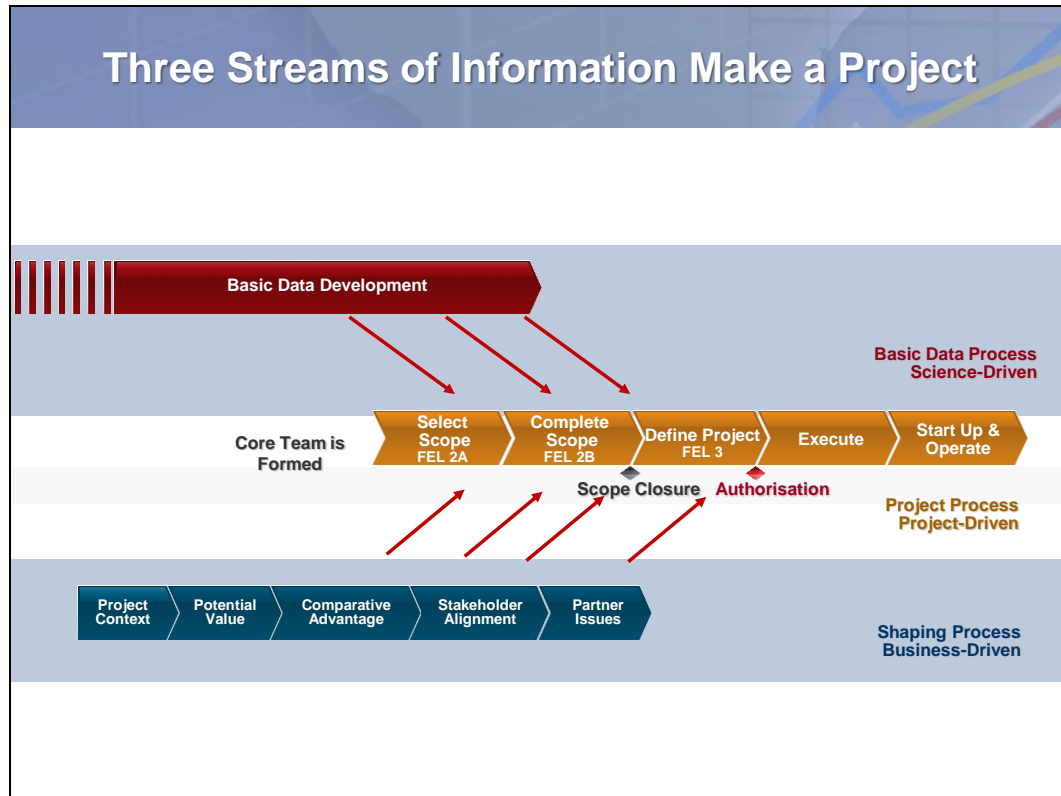 Three Streams of Information Make a Project
Basic Data Development
Basic Data Process
Science-Driven
Core Team is
Formed
Select
Scope
FEL 2A
Complete
Scope
FEL 2B
Define Project
FEL 3
Execute
Start Up &
Operate
Scope Closure
Authorisation
Project Process
Project-Driven
Project
Context
Potential
Value
Comparative
Advantage
Stakeholder
Alignment
Partner
Issues
Shaping Process
Business-Driven